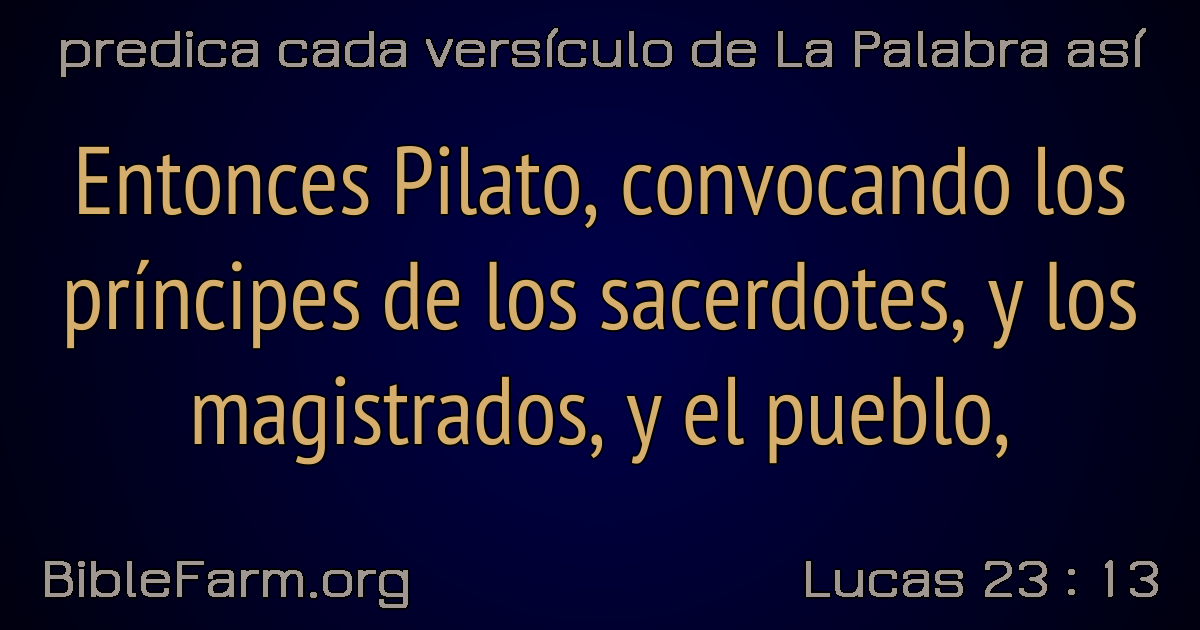 predica cada versículo de La Palabra así
Entonces Pilato, convocando los
príncipes de los sacerdotes, y los
magistrados, y el pueblo,
BibleFarm.org
Lucas 23 : 13